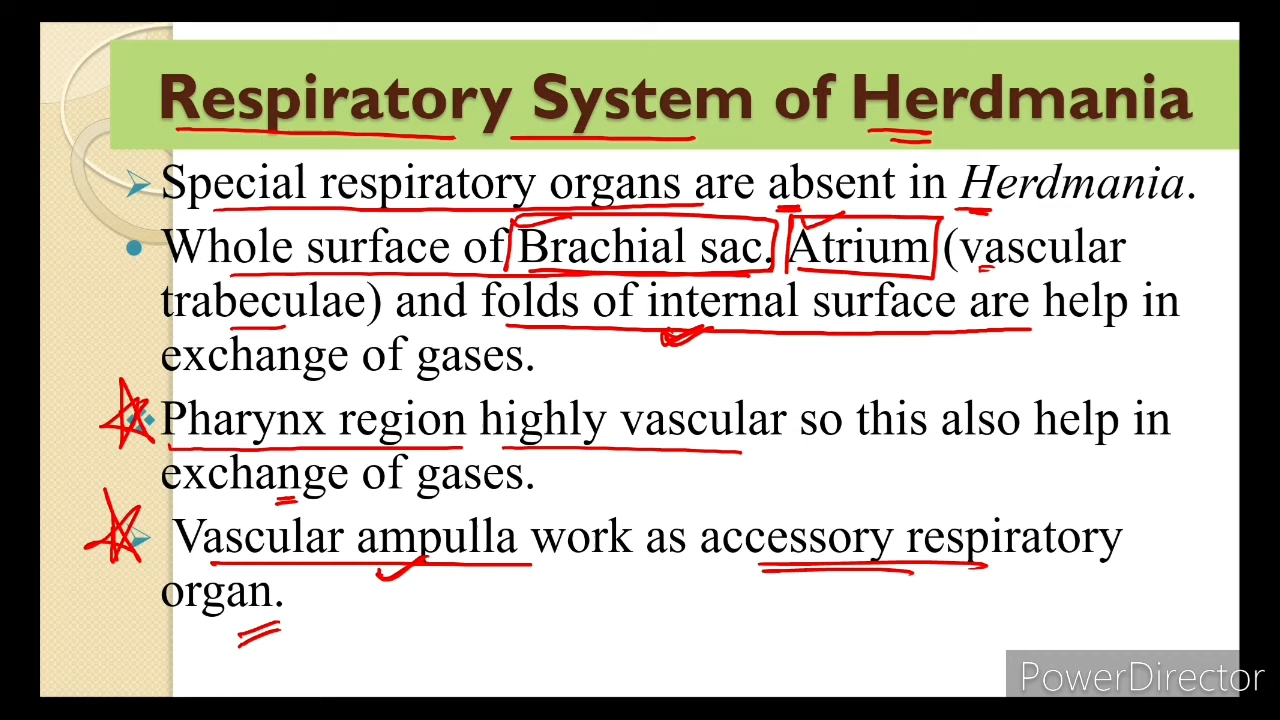 Respiratory System of Herdmania
Special respiratory organs are absent in Herdmania.
Whole surface of Brachial sac, Atrium (vascular
trabeculae) and folds of internal surface are help in
exchange of gases.
Pharynx region highly vascular so this also help in
exchange of gases.
Vascular ampulla work as accessory respiratory
organ.
PowerDirector